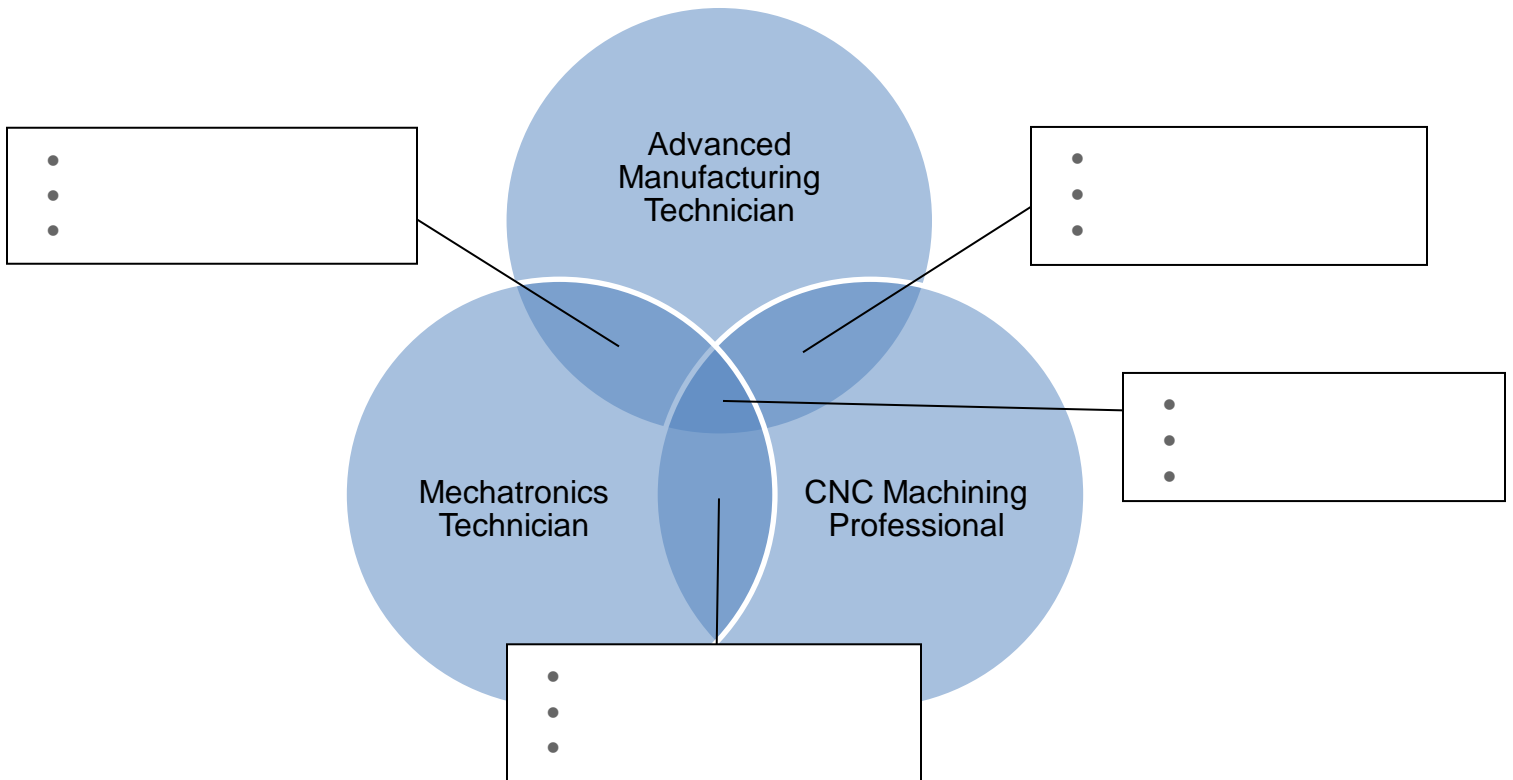 Advanced
Manufacturing
Technician
Mechatronics
Technician
CNC Machining
Professional